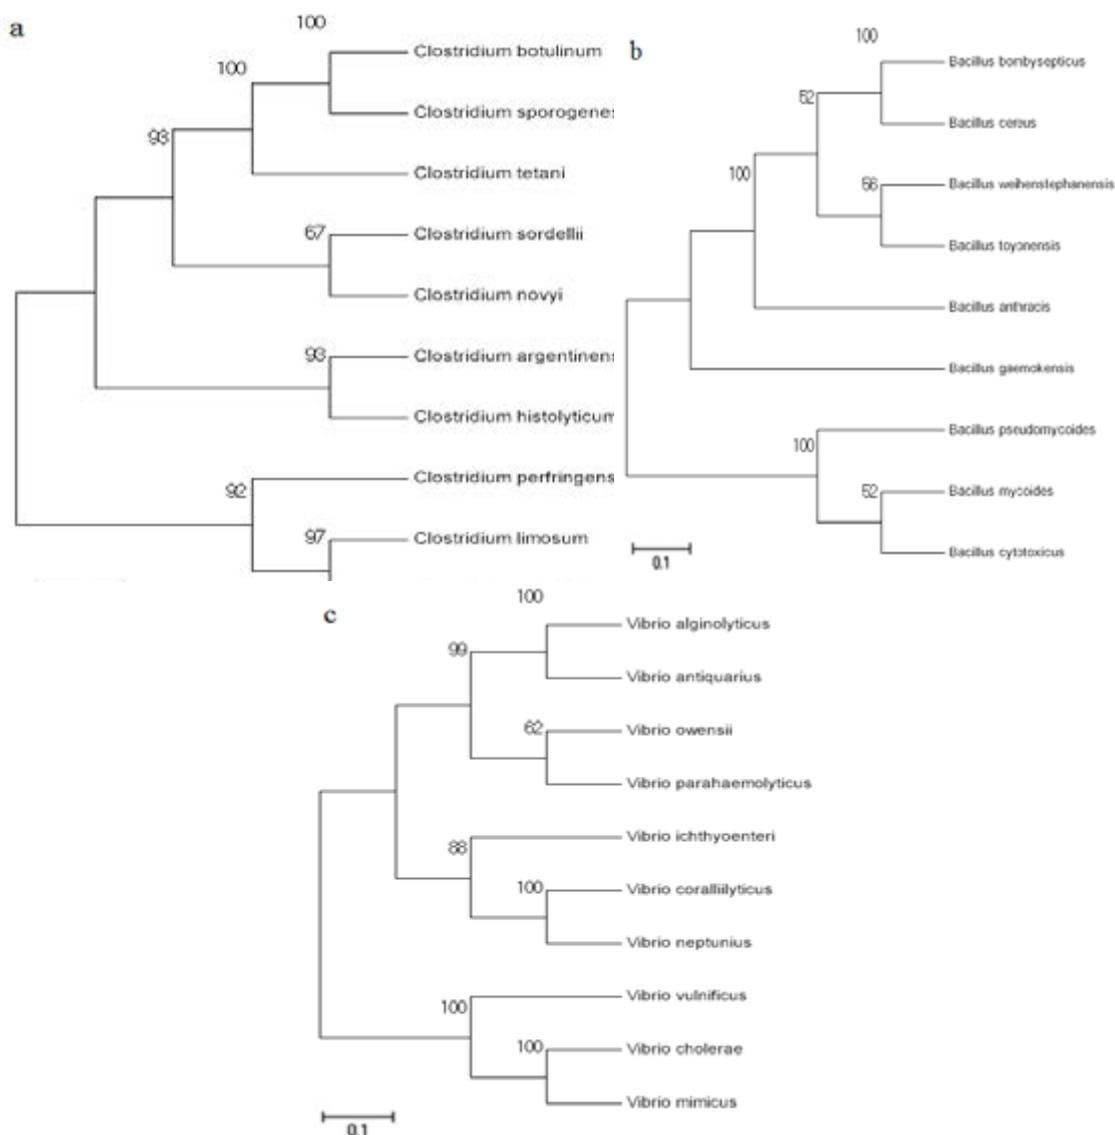 a
100
Clostridium botulinum
100
Clostridium sporogenes
93
Clostridium tetani
67
Clostridium sordellii
Clostridium novyi
93
Clostridium argentinens
Clostridium histolyticum
92
Clostridium perfringens
97
Clostridium limosum
b
100
Bacillus bombysepticus
52
Bacillus cereus
100
56
Bacillus weihenstephanensis
Bacillus toyonensis
Bacillus anthracis
Bacillus gaemokensis
100
Bacillus pseudomycoides
52
Bacillus mycoides
Bacillus cytotoxicus
0.1
c
100
Vibrio alginolyticus
99
Vibrio antiquarius
62
Vibrio owensii
Vibrio parahaemolyticus
88
Vibrio ichthyoenteri
100
Vibrio coralliilyticus
Vibrio neptunius
100
Vibrio vulnificus
100
Vibrio cholerae
Vibrio mimicus
0.1